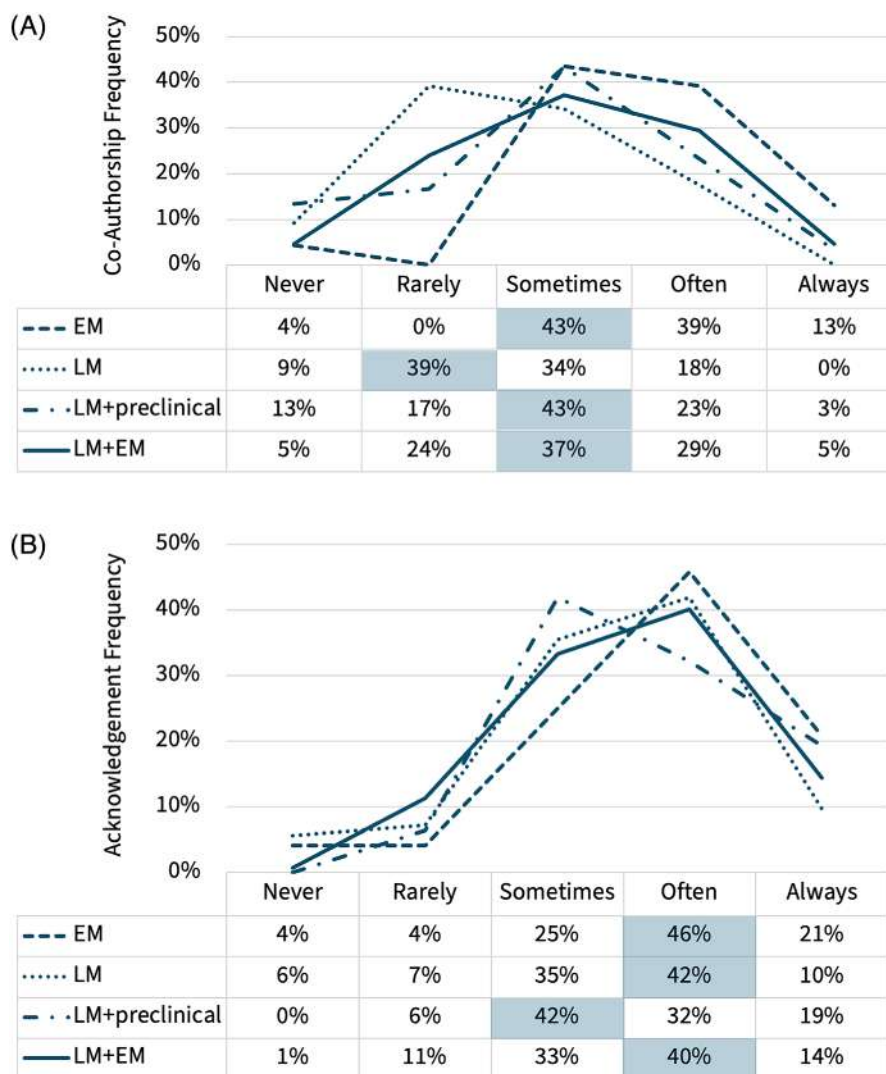 (A)
Co-Authorship Frequency
50%
40%
30%
20%
10%
0%
Never Rarely Sometimes Often Always
EM 4% 0% 43% 39% 13%
LM 9% 39% 34% 18% 0%
LM+preclinical 13% 17% 43% 23% 3%
LM+EM 5% 24% 37% 29% 5%
(B)
Acknowledgement Frequency
50%
40%
30%
20%
10%
0%
Never Rarely Sometimes Often Always
EM 4% 4% 25% 46% 21%
LM 6% 7% 35% 42% 10%
LM+preclinical 0% 6% 42% 32% 19%
LM+EM 1% 11% 33% 40% 14%